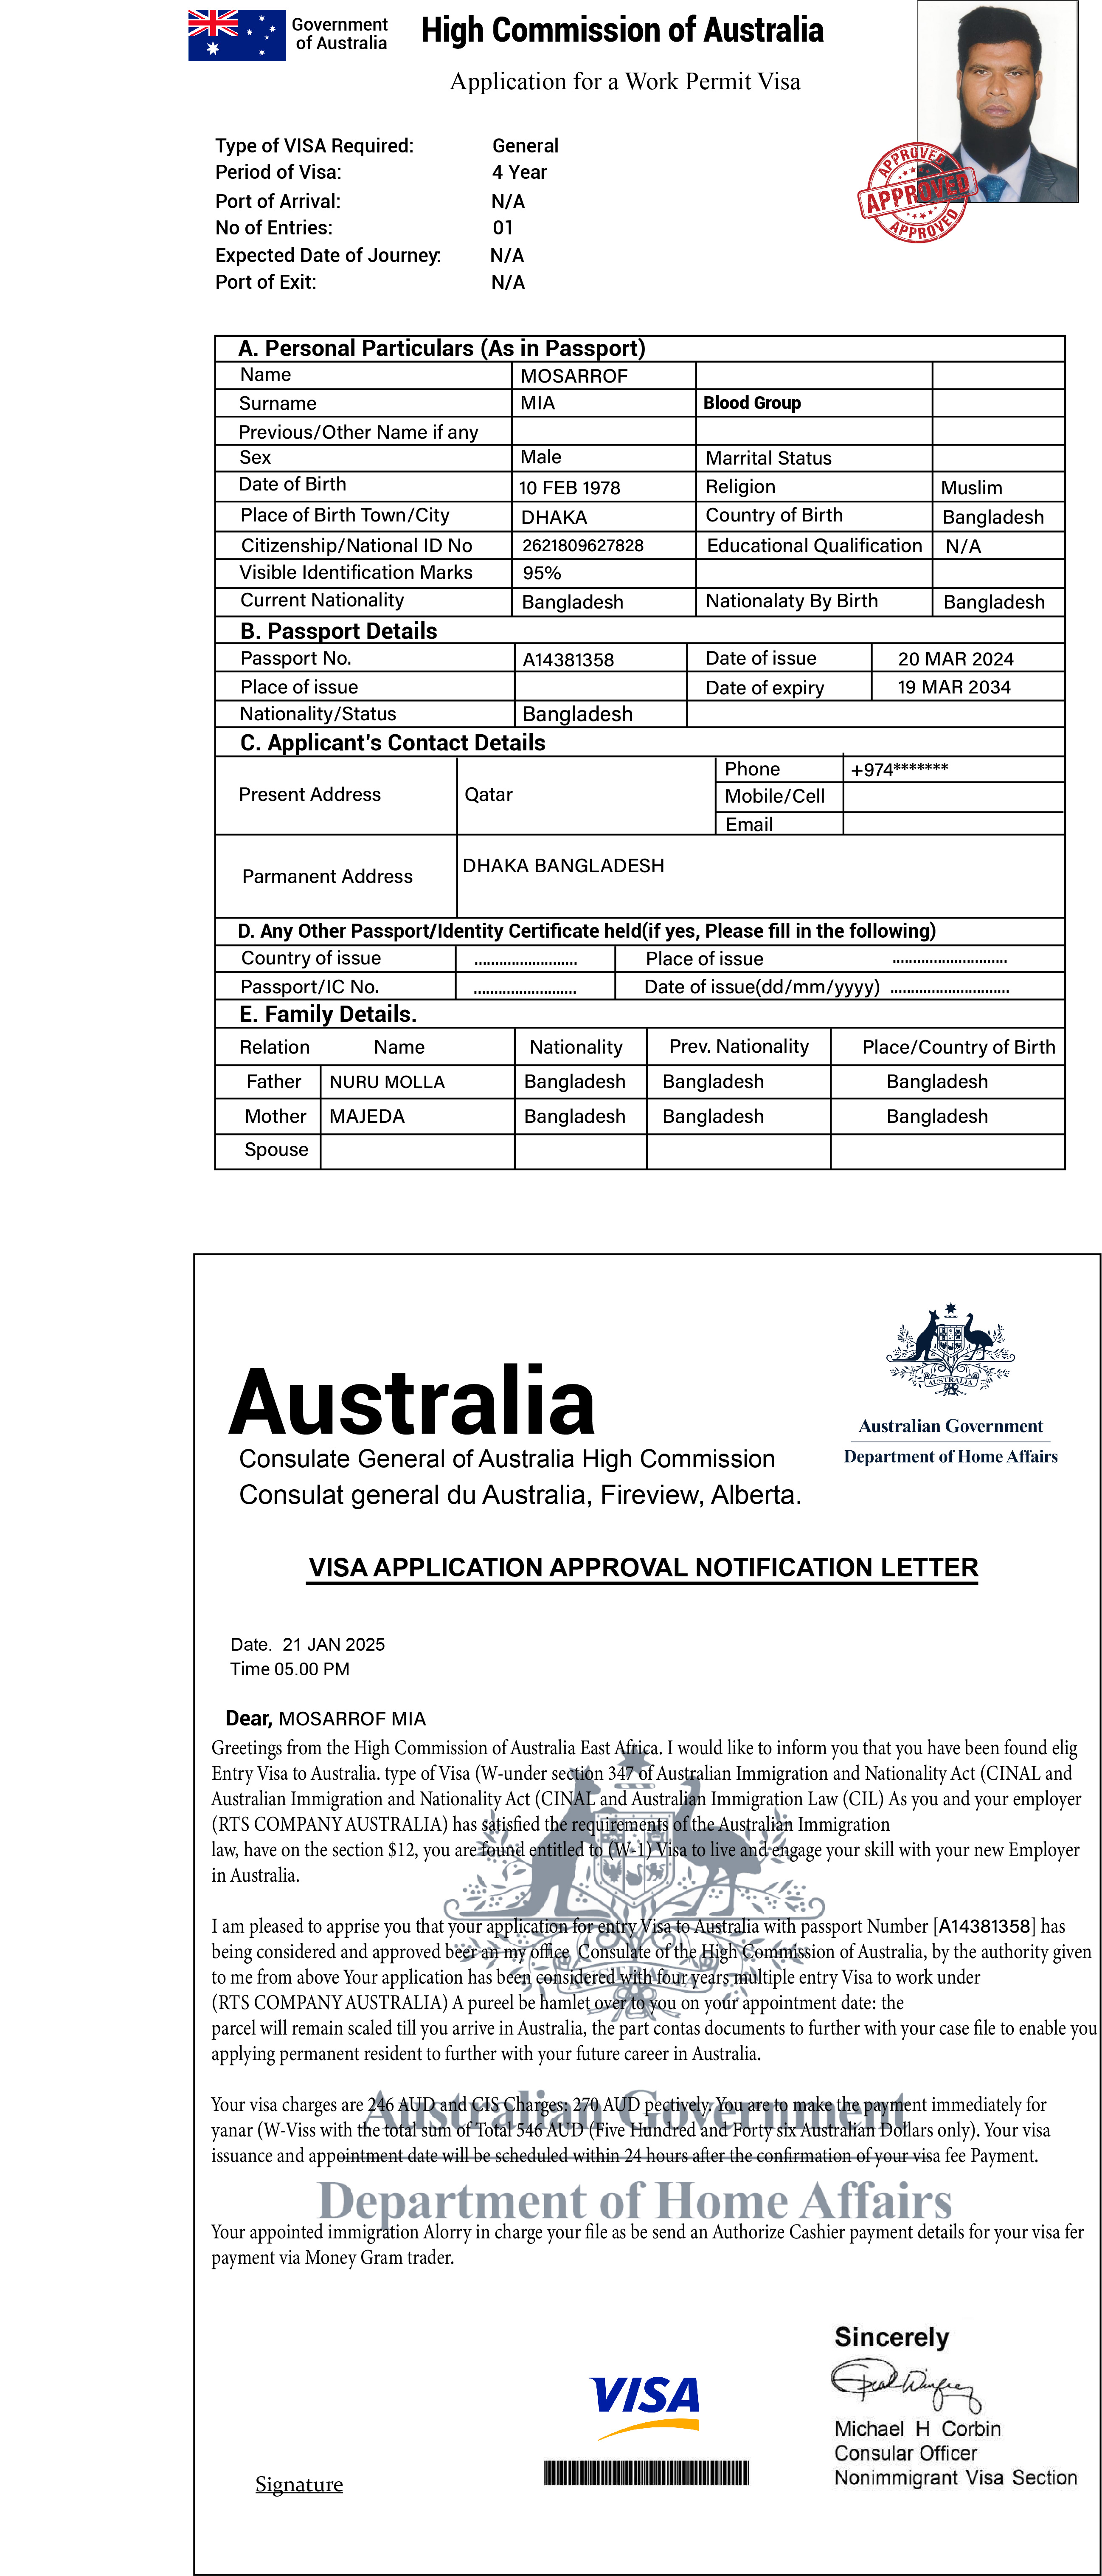 Government
of Australia
High Commission of Australia
Application for a Work Permit Visa
APPROVED
APPROVED
APPROVED
Type of VISA Required: General
Period of Visa: 4 Year
Port of Arrival: N/A
No of Entries: 01
Expected Date of Journey: N/A
Port of Exit: N/A
A. Personal Particulars (As in Passport)
Name MOSARROF
Surname MIA Blood Group
Previous/Other Name if any
Sex Male Marrital Status
Date of Birth 10 FEB 1978 Religion Muslim
Place of Birth Town/City DHAKA Country of Birth Bangladesh
Citizenship/National ID No 2621809627828 Educational Qualification N/A
Visible Identification Marks 95%
Current Nationality Bangladesh Nationalaty By Birth Bangladesh
B. Passport Details
Passport No. A14381358 Date of issue 20 MAR 2024
Place of issue Date of expiry 19 MAR 2034
Nationality/Status Bangladesh
C. Applicant's Contact Details
Present Address Qatar Phone +974*******
Mobile/Cell
Email
Parmanent Address DHAKA BANGLADESH
D. Any Other Passport/Identity Certificate held(if yes, Please fill in the following)
Country of issue ......................... Place of issue ............................
Passport/IC No. ......................... Date of issue(dd/mm/yyyy) .............................
E. Family Details.
Relation Name Nationality Prev. Nationality Place/Country of Birth
Father NURU MOLLA Bangladesh Bangladesh Bangladesh
Mother MAJEDA Bangladesh Bangladesh Bangladesh
Spouse
AUSTRALIA
Australian Government
Department of Home Affairs
Australia
Consulate General of Australia High Commission
Consulat general du Australia, Fireview, Alberta.
VISA APPLICATION APPROVAL NOTIFICATION LETTER
Date. 21 JAN 2025
Time 05.00 PM
Dear, MOSARROF MIA
Greetings from the High Commission of Australia East Africa. I would like to inform you that you have been found elig
Entry Visa to Australia. type of Visa (W-under section 347 of Australian Immigration and Nationality Act (CINAL and
Australian Immigration and Nationality Act (CINAL and Australian Immigration Law (CIL) As you and your employer
(RTS COMPANY AUSTRALIA) has satisfied the requirements of the Australian Immigration
law, have on the section $12, you are found entitled to (W-1) Visa to live and engage your skill with your new Employer
in Australia.
I am pleased to apprise you that your application for entry Visa to Australia with passport Number [A14381358] has
being considered and approved beer an my office Consulate of the High Commission of Australia, by the authority given
to me from above Your application has been considered with four years multiple entry Visa to work under
(RTS COMPANY AUSTRALIA) A pureel be hamlet over to you on your appointment date: the
parcel will remain scaled till you arrive in Australia, the part contas documents to further with your case file to enable you
applying permanent resident to further with your future career in Australia.
AUSTRALIA
Your visa charges are 246 AUD and CIS Charges: 270 AUD pectively. You are to make the payment immediately for
yanar (W-Viss with the total sum of Total 546 AUD (Five Hundred and Forty six Australian Dollars only). Your visa
issuance and appointment date will be scheduled within 24 hours after the confirmation of your visa fee Payment.
Australian Government
Department of Home Affairs
Your appointed immigration Alorry in charge your file as be send an Authorize Cashier payment details for your visa fer
payment via Money Gram trader.
Sincerely
VISA
Michael H Corbin
Consular Officer
Nonimmigrant Visa Section
Signature